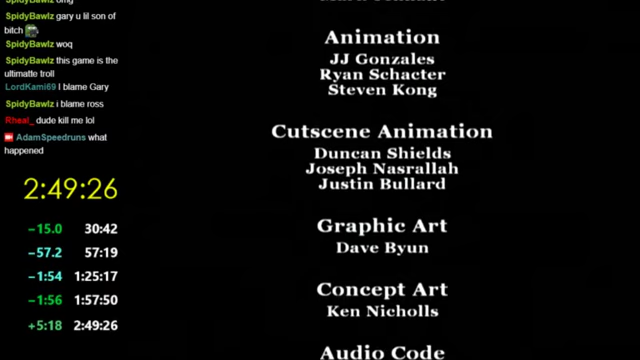 SpidyBawlz omg
SpidyBawlz gary u lil son of
bitch
SpidyBawlz woq
SpidyBawlz this game is the
ultimatte troll
LordKami69 I blame Gary
SpidyBawlz i blame ross
Rhaal_ dude kill me lol
AdamSpeedruns what
happened
2:49:26
-15.0 30:42
-57.2 57:19
-1:54 1:25:17
-1:56 1:57:50
+5:18 2:49:26
Animation
JJ Gonzales
Ryan Schacter
Steven Kong
Cutscene Animation
Duncan Shields
Joseph Nasrallah
Justin Bullard
Graphic Art
Dave Byun
Concept Art
Ken Nicholls
Audio Code